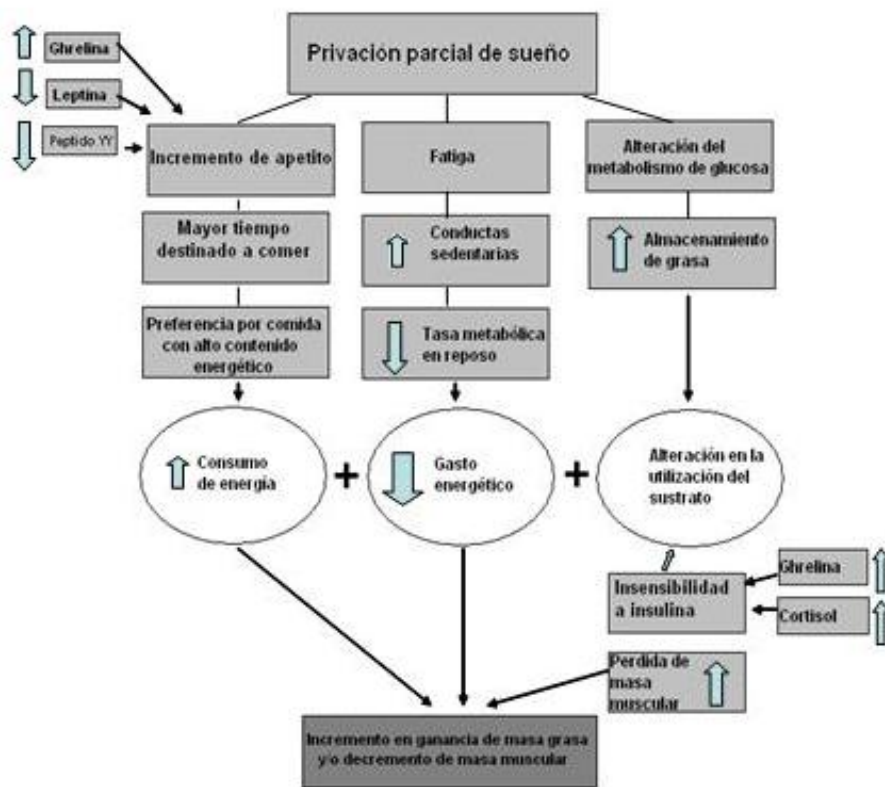 Privación parcial de sueño
Ghrelina
Leptina
Peptido YY
Incremento de apetito
Fatiga
Alteración del
metabolismo de glucosa
Mayor tiempo
destinado a comer
Conductas
sedentarias
Almacenamiento
de grasa
Preferencia por comida
con alto contenido
energético
Tasa metabólica
en reposo
Consumo
de energía
+
Gasto
energético
+
Alteración en la
utilización del
sustrato
Insensibilidad
a insulina
Ghrelina
Cortisol
Perdida de
masa
muscular
Incremento en ganancia de masa grasa
y/o decremento de masa muscular